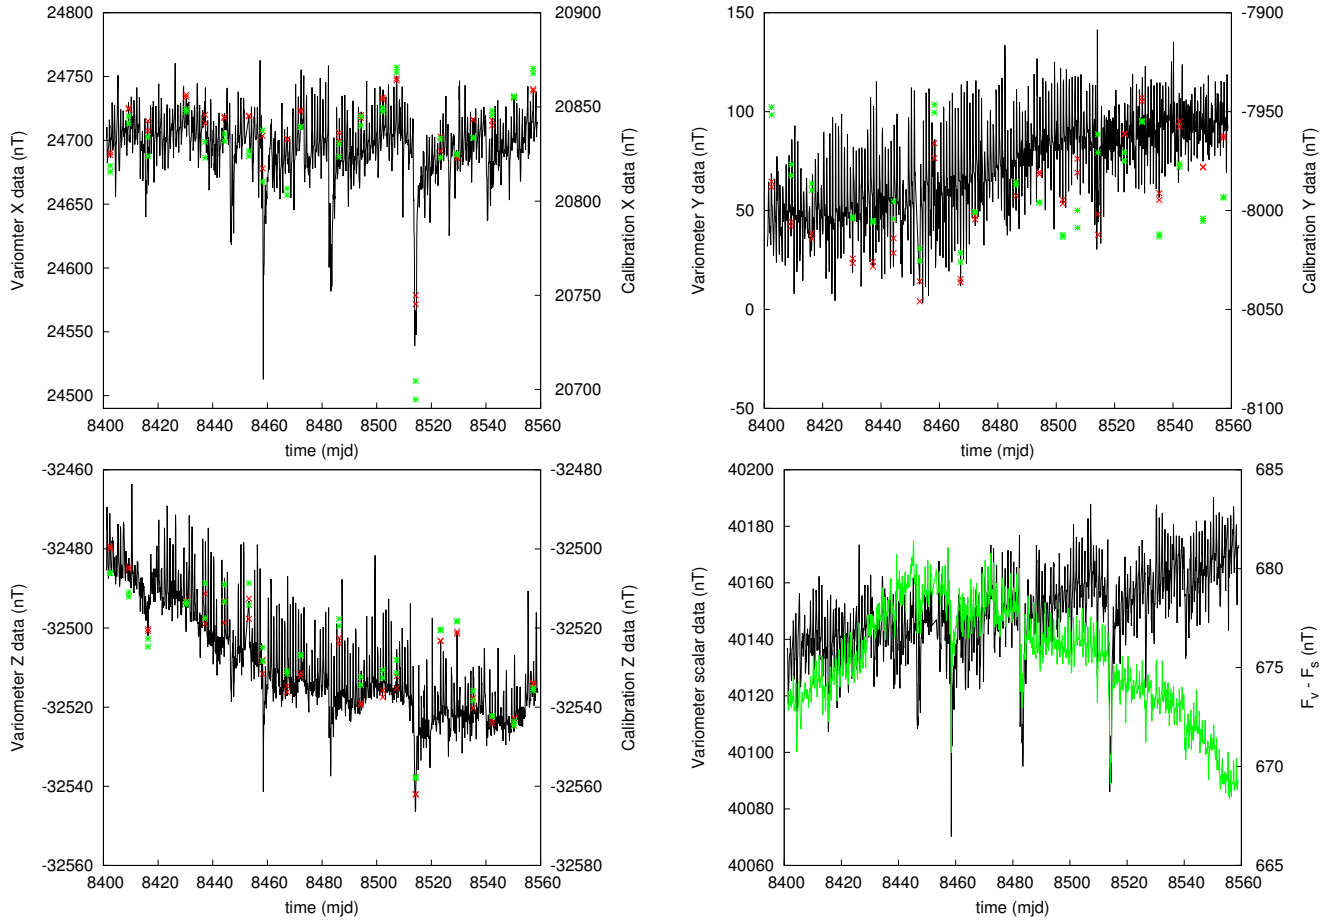 24800
24750
24700
24650
24600
24550
24500
20900
20850
20800
20750
20700
8400 8420 8440 8460 8480 8500 8520 8540 8560
time (mjd)
Variomter X data (nT)
Calibration X data (nT)
150
100
50
0
-50
-7900
-7950
-8000
-8050
-8100
8400 8420 8440 8460 8480 8500 8520 8540 8560
time (mjd)
Variometer Y data (nT)
Calibration Y data (nT)
-32460
-32480
-32500
-32520
-32540
-32560
-32480
-32500
-32520
-32540
-32560
-32580
8400 8420 8440 8460 8480 8500 8520 8540 8560
time (mjd)
Variometer Z data (nT)
Calibration Z data (nT)
40200
40180
40160
40140
40120
40100
40080
40060
685
680
675
670
665
8400 8420 8440 8460 8480 8500 8520 8540 8560
time (mjd)
Variometer scalar data (nT)
Fv - Fs (nT)